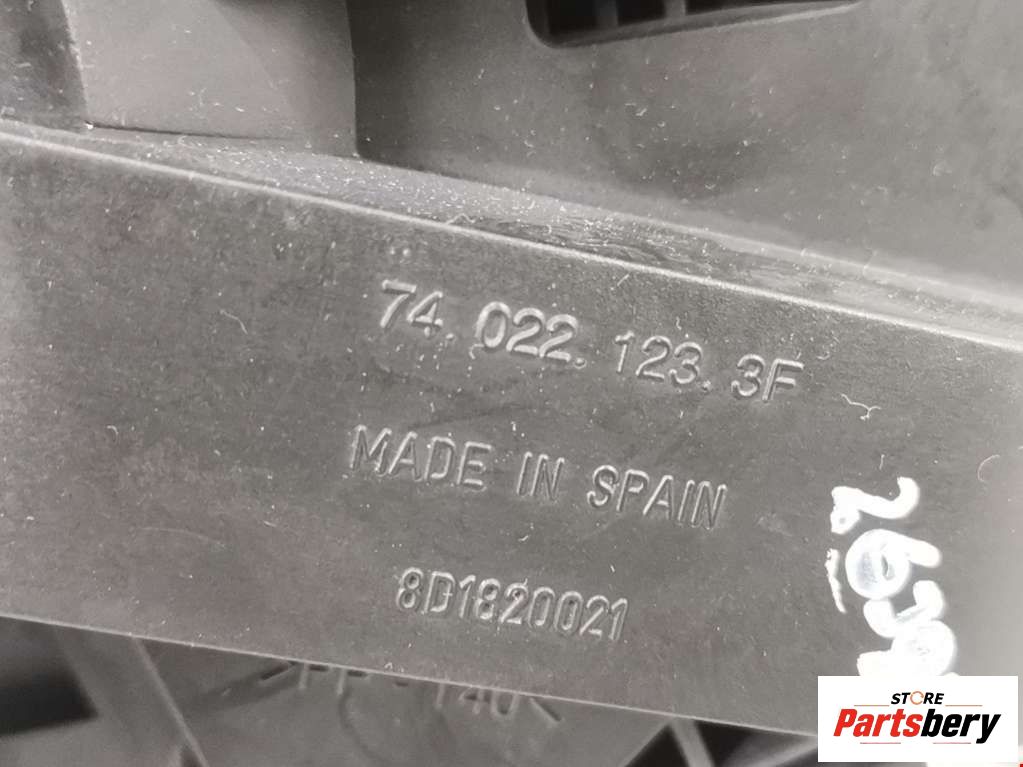 74.022.123.3F
MADE IN SPAIN
8D1820021
STORE
Partsbery